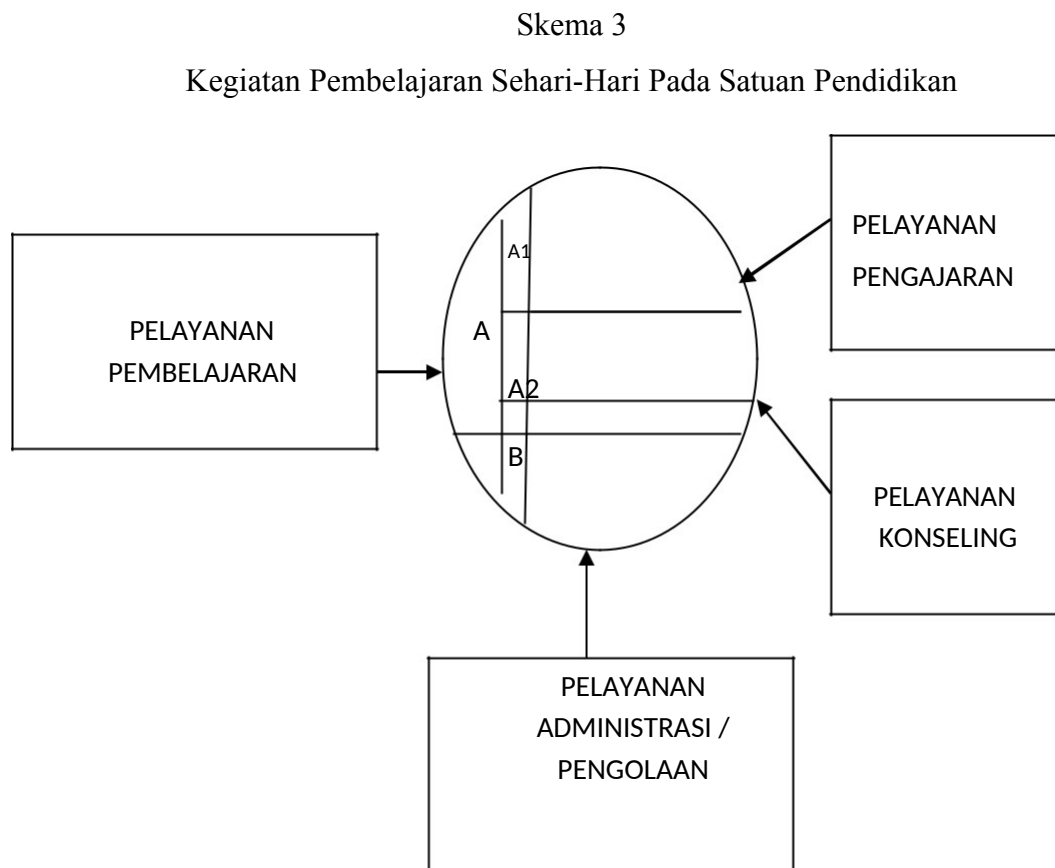 Skema 3
Kegiatan Pembelajaran Sehari-Hari Pada Satuan Pendidikan
PELAYANAN
PEMBELAJARAN
A1
A
A2
B
PELAYANAN
PENGAJARAN
PELAYANAN
KONSELING
PELAYANAN
ADMINISTRASI /
PENGOLAAN